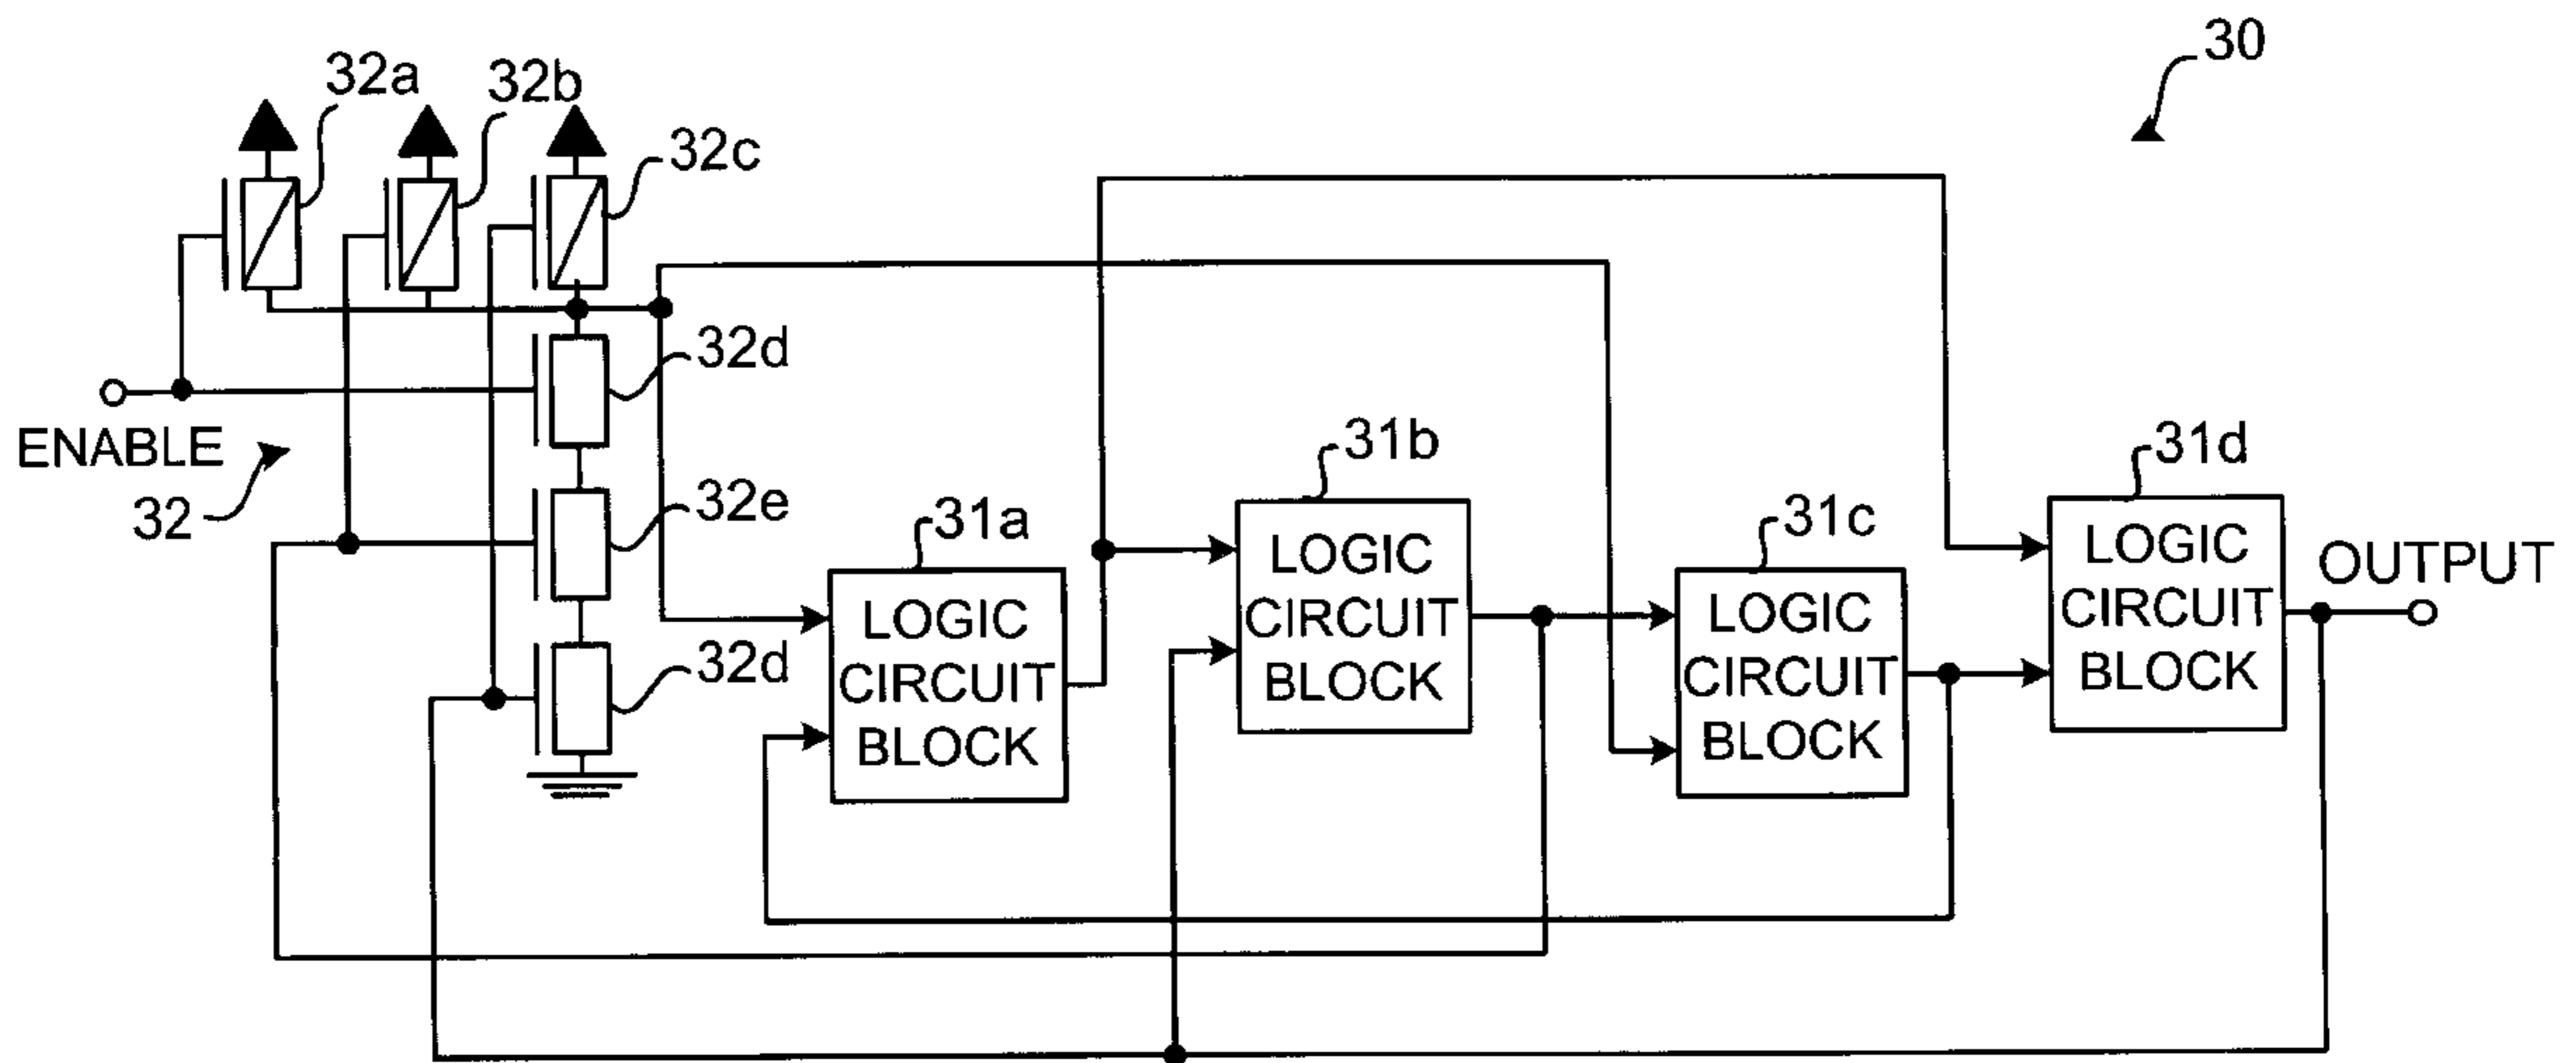 30
32a
32b
32c
32d
ENABLE
32
32e
32d
31a
LOGIC
CIRCUIT
BLOCK
31b
LOGIC
CIRCUIT
BLOCK
31c
LOGIC
CIRCUIT
BLOCK
31d
LOGIC
CIRCUIT
BLOCK
OUTPUT